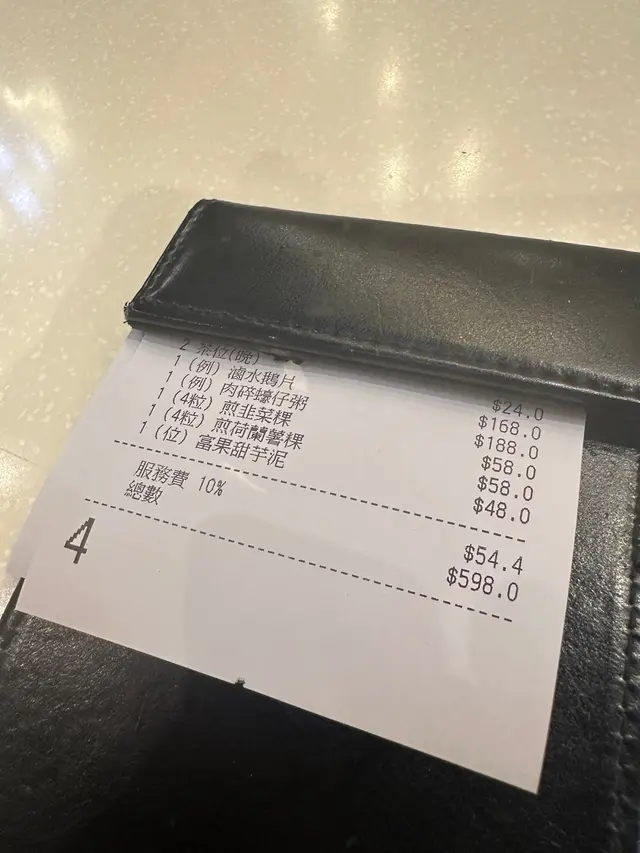 2 茶位(晚) $24.0
1 (例) 滷水鵝片 $168.0
1 (例) 肉碎蠔仔粥 $188.0
1 (4粒) 煎韭菜粿 $58.0
1 (4粒) 煎荷蘭薯粿 $58.0
1 (位) 富果甜芋泥 $48.0
服務費 10% $54.4
總數 $598.0
4